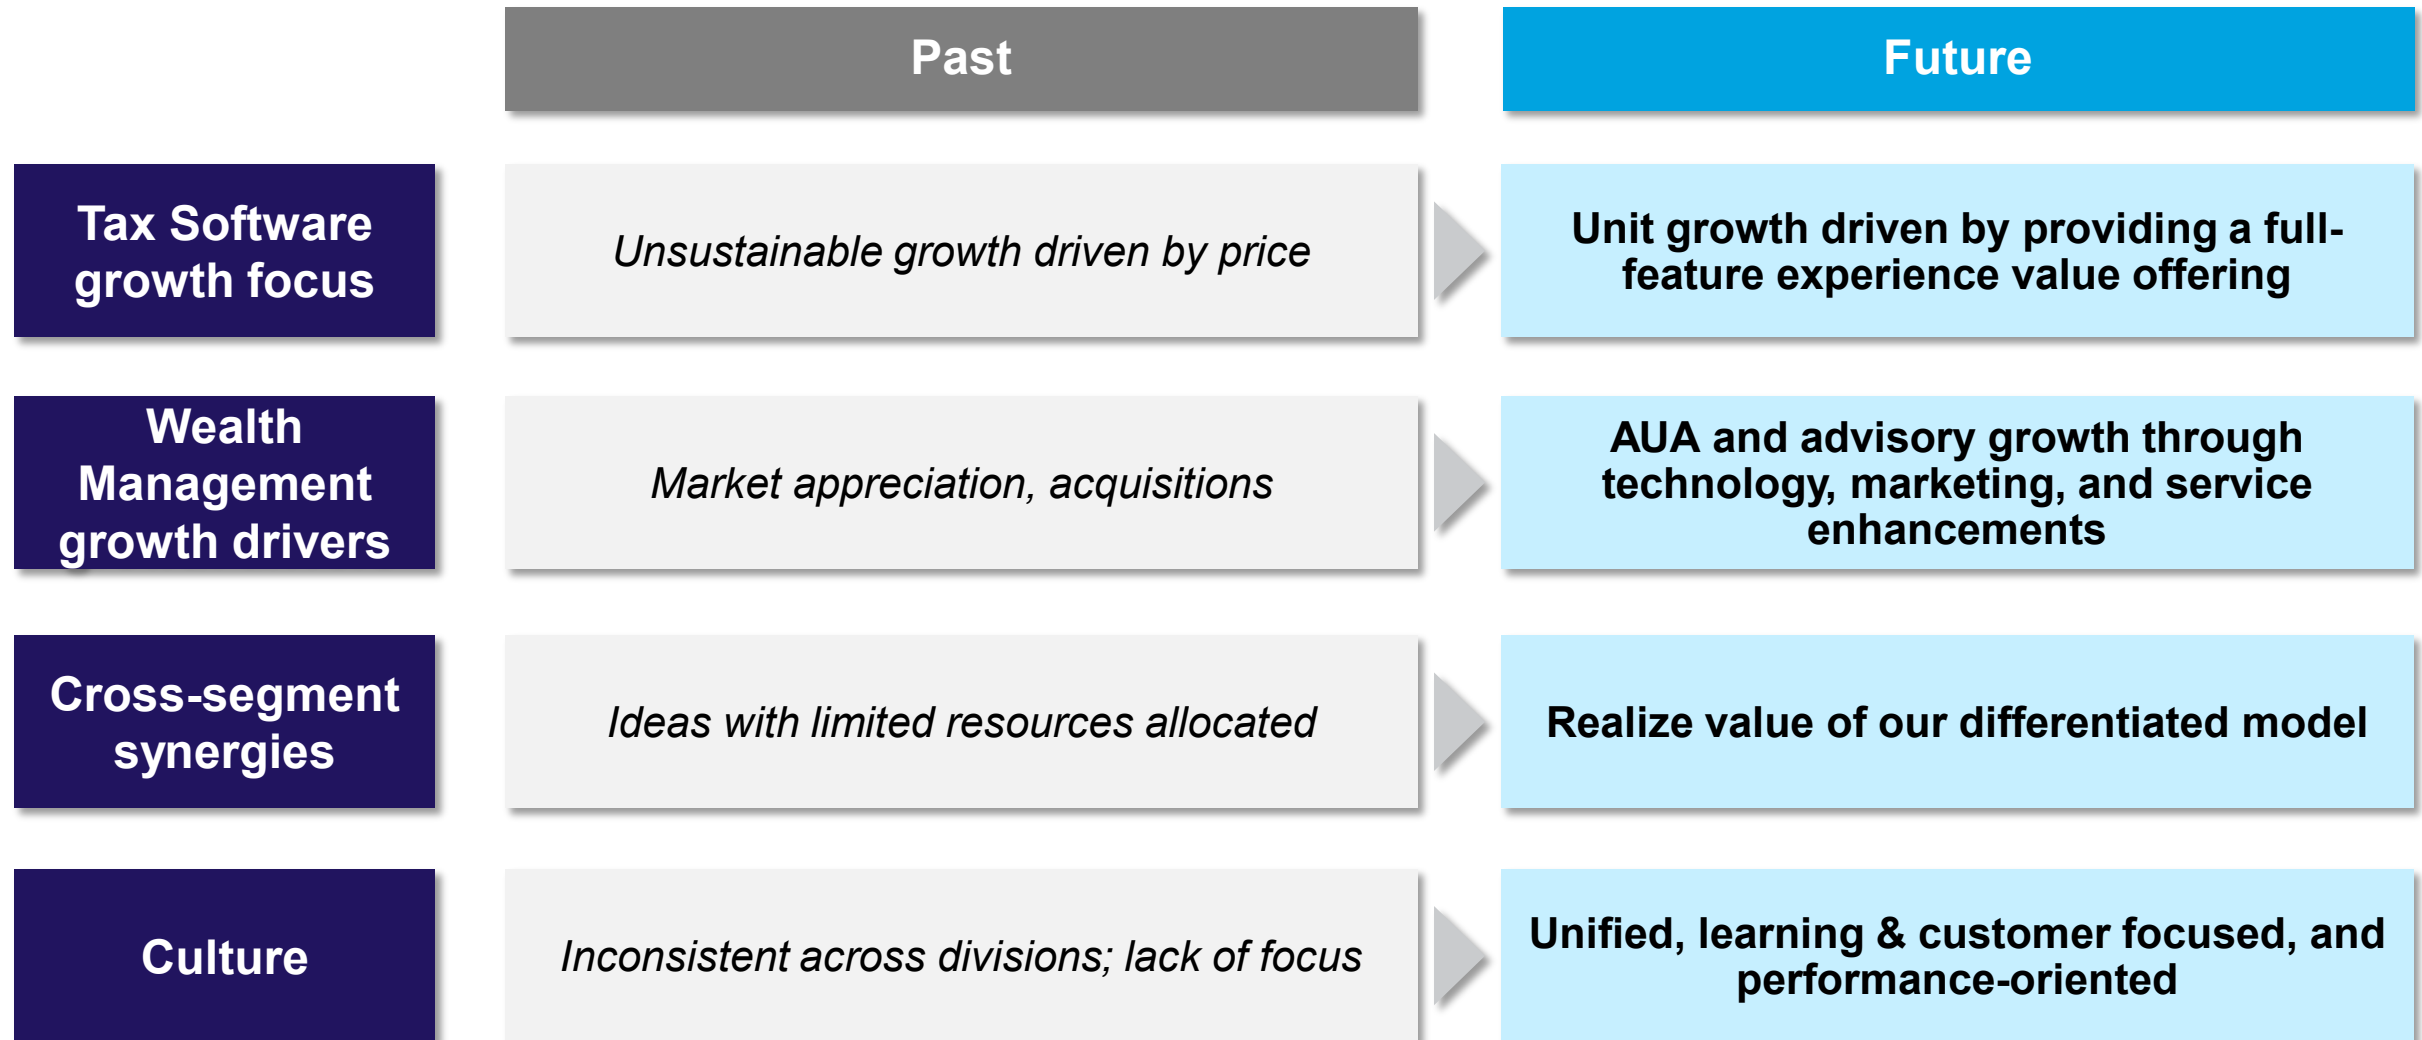 Past
Future
Tax Software
growth focus
Unsustainable growth driven by price
Unit growth driven by providing a full-
feature experience value offering
Wealth
Management
growth drivers
Market appreciation, acquisitions
AUA and advisory growth through
technology, marketing, and service
enhancements
Cross-segment
synergies
Ideas with limited resources allocated
Realize value of our differentiated model
Culture
Inconsistent across divisions; lack of focus
Unified, learning & customer focused, and
performance-oriented